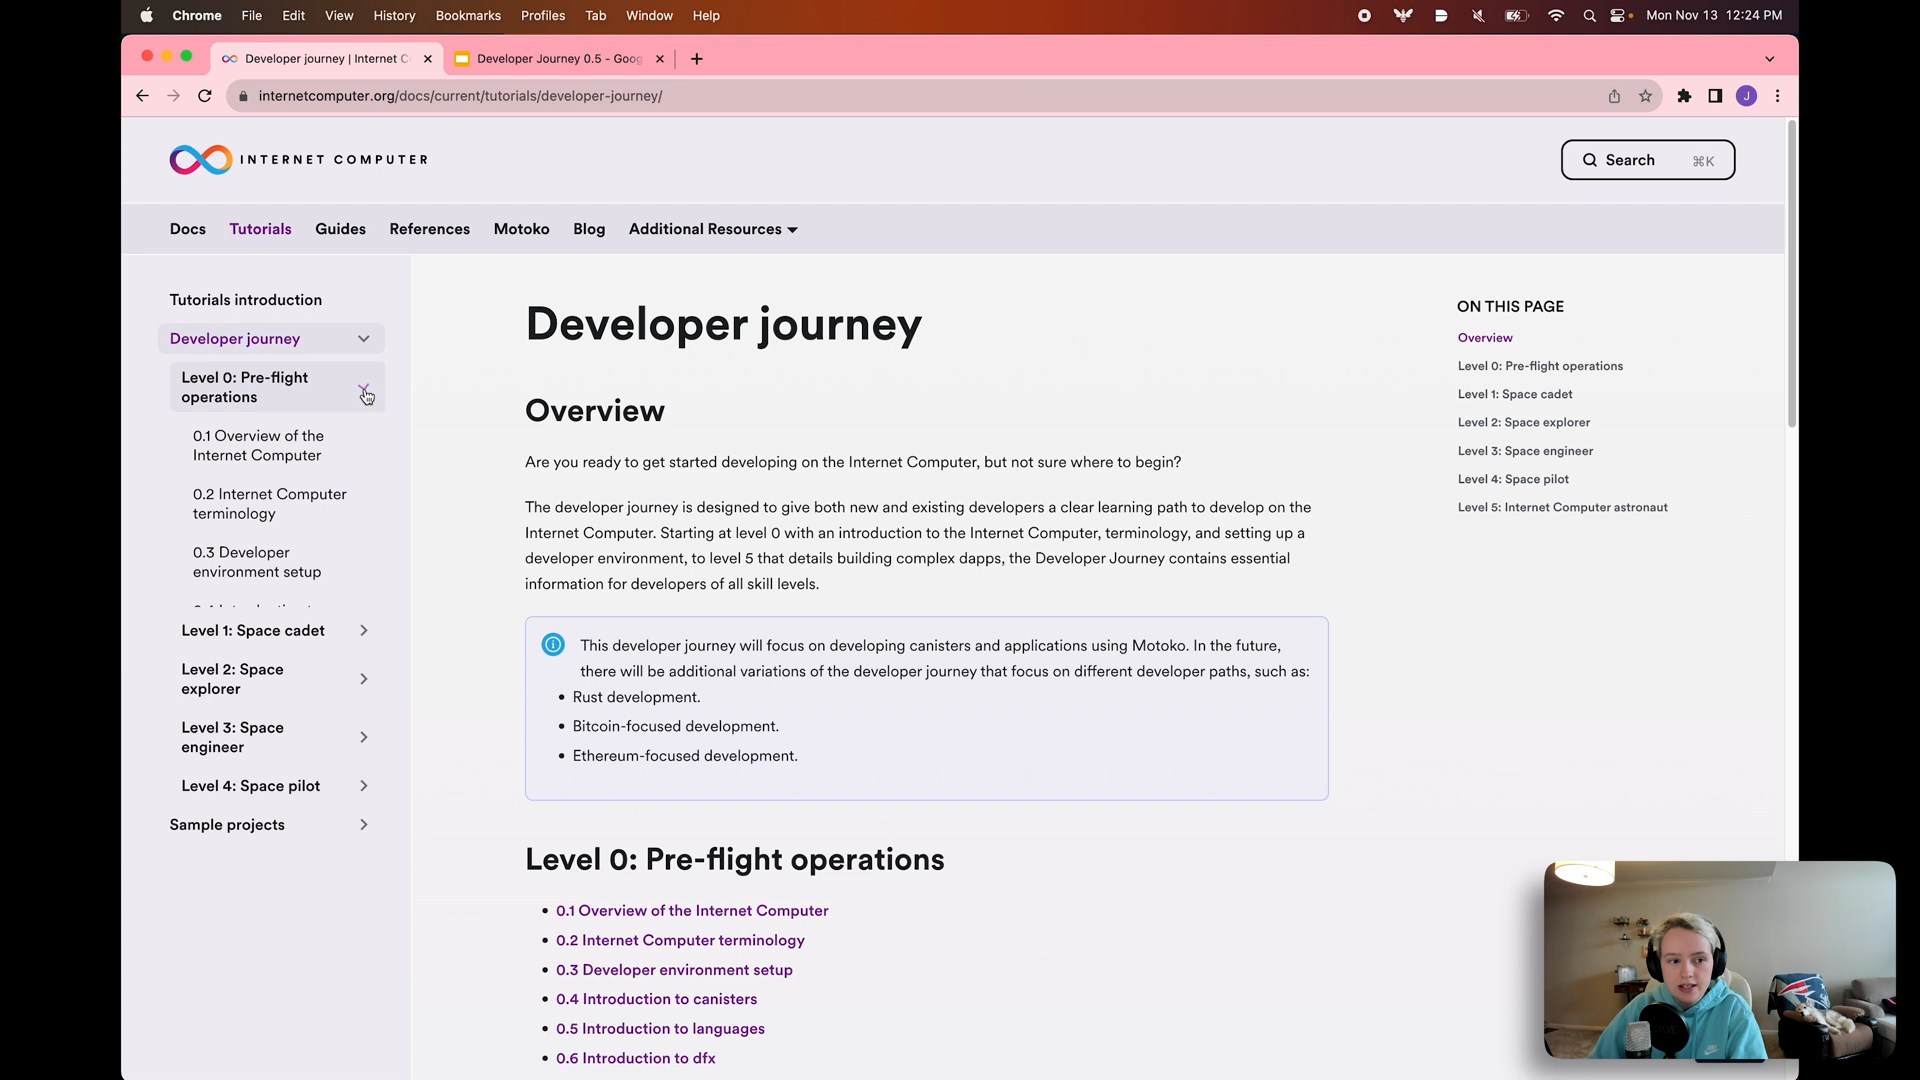 Chrome File Edit View History Bookmarks Profiles Tab Window Help Mon Nov 13 12:24 PM
Developer journey | Internet C Developer Journey 0.5 - Goog
internetcomputer.org/docs/current/tutorials/developer-journey/ J
INTERNET COMPUTER
Search ⌘K
Docs Tutorials Guides References Motoko Blog Additional Resources
Tutorials introduction
Developer journey
Level 0: Pre-flight
operations
0.1 Overview of the
Internet Computer
0.2 Internet Computer
terminology
0.3 Developer
environment setup
Level 1: Space cadet
Level 2: Space
explorer
Level 3: Space
engineer
Level 4: Space pilot
Sample projects
Developer journey
Overview
Are you ready to get started developing on the Internet Computer, but not sure where to begin?
The developer journey is designed to give both new and existing developers a clear learning path to develop on the
Internet Computer. Starting at level 0 with an introduction to the Internet Computer, terminology, and setting up a
developer environment, to level 5 that details building complex dapps, the Developer Journey contains essential
information for developers of all skill levels.
This developer journey will focus on developing canisters and applications using Motoko. In the future,
there will be additional variations of the developer journey that focus on different developer paths, such as:
• Rust development.
• Bitcoin-focused development.
• Ethereum-focused development.
Level 0: Pre-flight operations
• 0.1 Overview of the Internet Computer
• 0.2 Internet Computer terminology
• 0.3 Developer environment setup
• 0.4 Introduction to canisters
• 0.5 Introduction to languages
• 0.6 Introduction to dfx
ON THIS PAGE
Overview
Level 0: Pre-flight operations
Level 1: Space cadet
Level 2: Space explorer
Level 3: Space engineer
Level 4: Space pilot
Level 5: Internet Computer astronaut